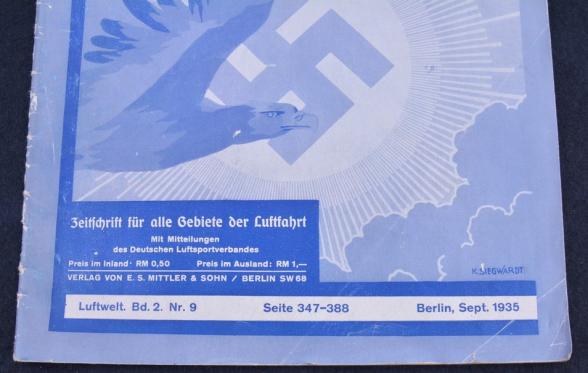 Zeitschrift für alle Gebiete der Luftfahrt
Mit Mitteilungen
des Deutschen Luftsportverbandes
Preis im Inland · RM 0,50 Preis im Ausland: RM 1,—
VERLAG VON E. S. MITTLER & SOHN / BERLIN SW 68
K. SIEGWARDT
Luftwelt. Bd. 2. Nr. 9 Seite 347–388 Berlin, Sept. 1935